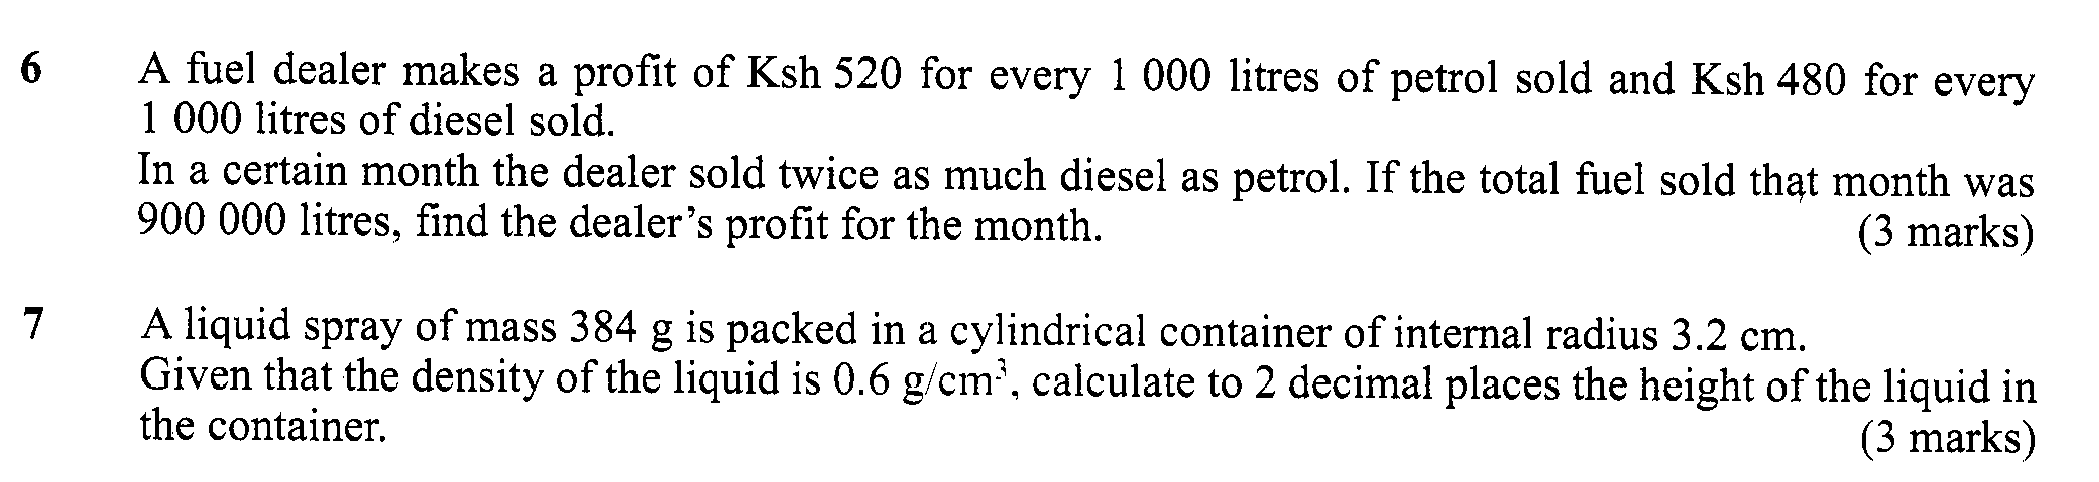 6 A fuel dealer makes a profit of Ksh 520 for every 1 000 litres of petrol sold and Ksh 480 for every
1 000 litres of diesel sold.
In a certain month the dealer sold twice as much diesel as petrol. If the total fuel sold that month was
900 000 litres, find the dealer's profit for the month. (3 marks)
7 A liquid spray of mass 384 g is packed in a cylindrical container of internal radius 3.2 cm.
Given that the density of the liquid is 0.6 g/cm³, calculate to 2 decimal places the height of the liquid in
the container. (3 marks)